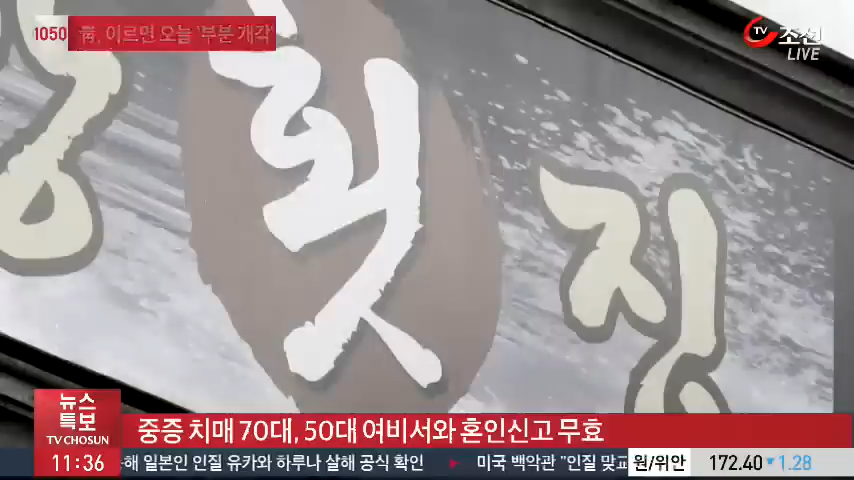 1050 靑, 이르면 오늘 '부분 개각'
TV조선
LIVE
횟
집
뉴스
특보
TV CHOSUN
중증 치매 70대, 50대 여비서와 혼인신고 무효
11:36
해 일본인 인질 유카와 하루나 살해 공식 확인 ▶ 미국 백악관 "인질 맞교
원/위안 172.40 ▼1.28